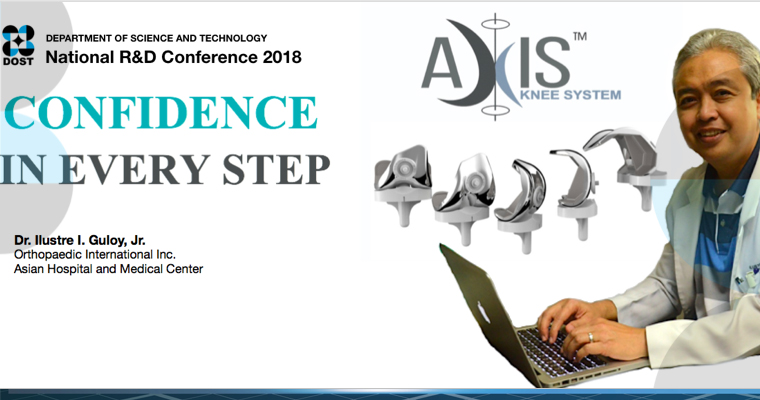 DOST
DEPARTMENT OF SCIENCE AND TECHNOLOGY
National R&D Conference 2018
CONFIDENCE
IN EVERY STEP
AXIS™
KNEE SYSTEM
Dr. Ilustre I. Guloy, Jr.
Orthopaedic International Inc.
Asian Hospital and Medical Center